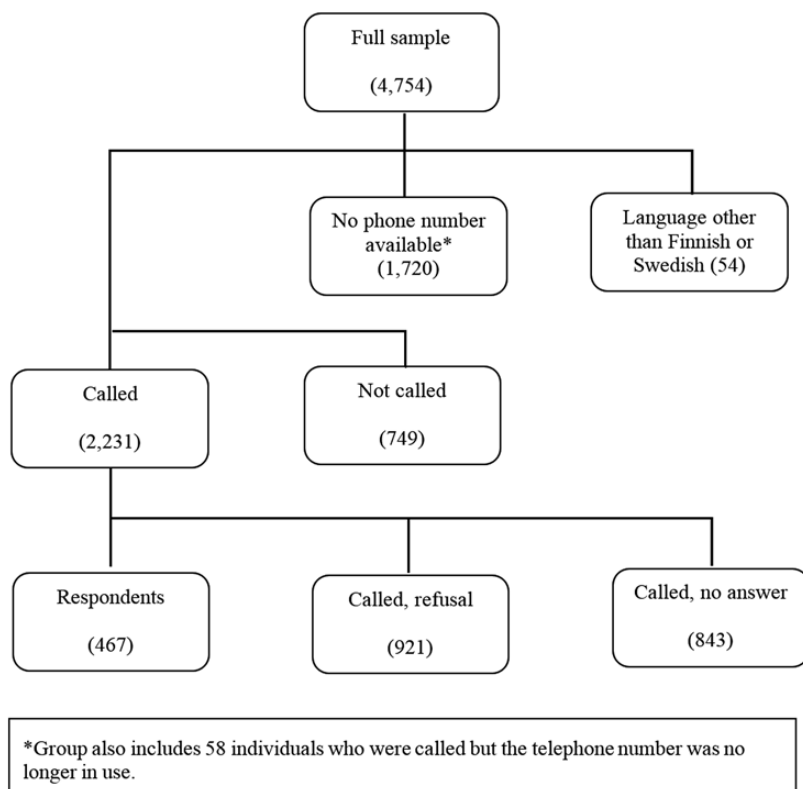 Full sample
(4,754)
No phone number
available*
(1,720)
Language other
than Finnish or
Swedish (54)
Called
(2,231)
Not called
(749)
Respondents
(467)
Called, refusal
(921)
Called, no answer
(843)
*Group also includes 58 individuals who were called but the telephone number was no
longer in use.